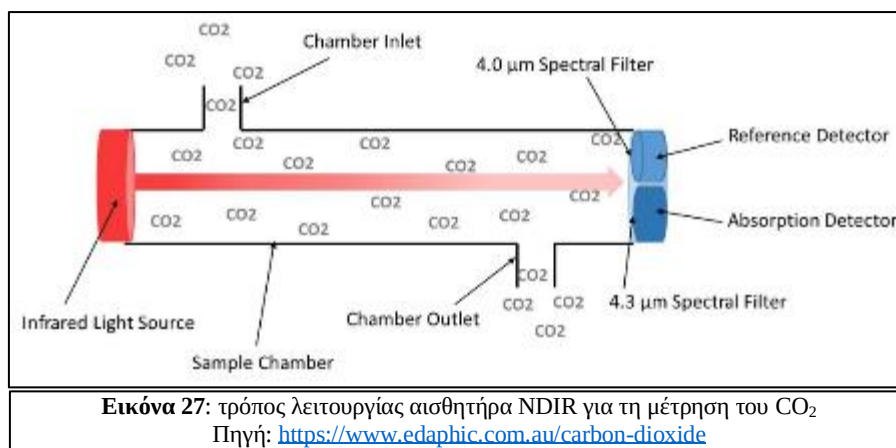 CO2
CO2 CO2
Chamber Inlet
4.0 µm Spectral Filter
CO2
CO2 CO2 CO2
Reference Detector
CO2 CO2 CO2 CO2
CO2 CO2
CO2 CO2 CO2 CO2
CO2
Absorption Detector
CO2
CO2 CO2
CO2
Infrared Light Source
Chamber Outlet
4.3 µm Spectral Filter
Sample Chamber
Εικόνα 27: τρόπος λειτουργίας αισθητήρα NDIR για τη μέτρηση του CO₂
Πηγή: https://www.edaphic.com.au/carbon-dioxide